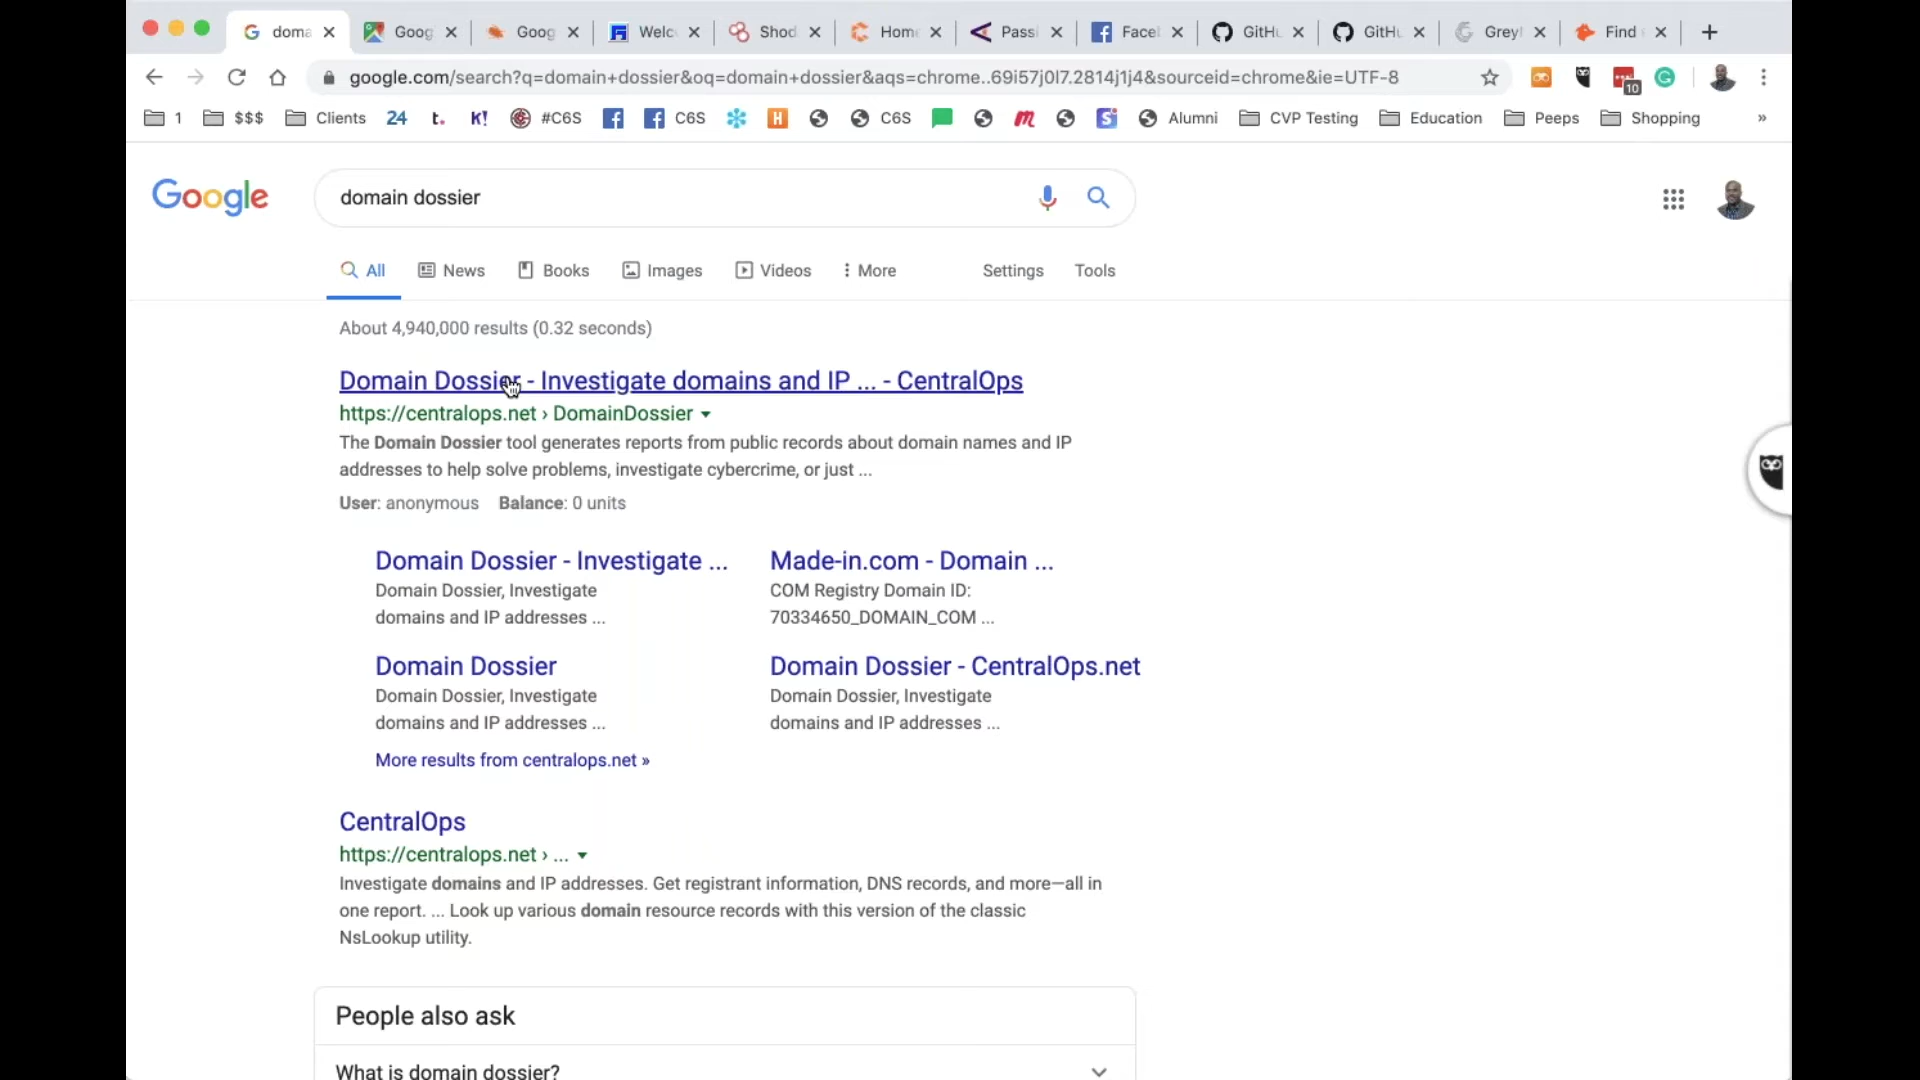 doma
Goog
Goog
Welc
Shod
Home
Passi
Face
GitHu
GitHu
Grey
Find
google.com/search?q=domain+dossier&oq=domain+dossier&aqs=chrome..69i57j0l7.2814j1j4&sourceid=chrome&ie=UTF-8
10
1
$$$
Clients
24
t.
K!
#C6S
C6S
H
C6S
m
S
Alumni
CVP Testing
Education
Peeps
Shopping
»
Google
domain dossier
All
News
Books
Images
Videos
More
Settings
Tools
About 4,940,000 results (0.32 seconds)
Domain Dossier - Investigate domains and IP ... - CentralOps
https://centralops.net › DomainDossier
The Domain Dossier tool generates reports from public records about domain names and IP
addresses to help solve problems, investigate cybercrime, or just ...
User: anonymous Balance: 0 units
Domain Dossier - Investigate ...
Domain Dossier, Investigate
domains and IP addresses ...
Made-in.com - Domain ...
COM Registry Domain ID:
70334650_DOMAIN_COM ...
Domain Dossier
Domain Dossier, Investigate
domains and IP addresses ...
Domain Dossier - CentralOps.net
Domain Dossier, Investigate
domains and IP addresses ...
More results from centralops.net »
CentralOps
https://centralops.net › ...
Investigate domains and IP addresses. Get registrant information, DNS records, and more—all in
one report. ... Look up various domain resource records with this version of the classic
NsLookup utility.
People also ask
What is domain dossier?